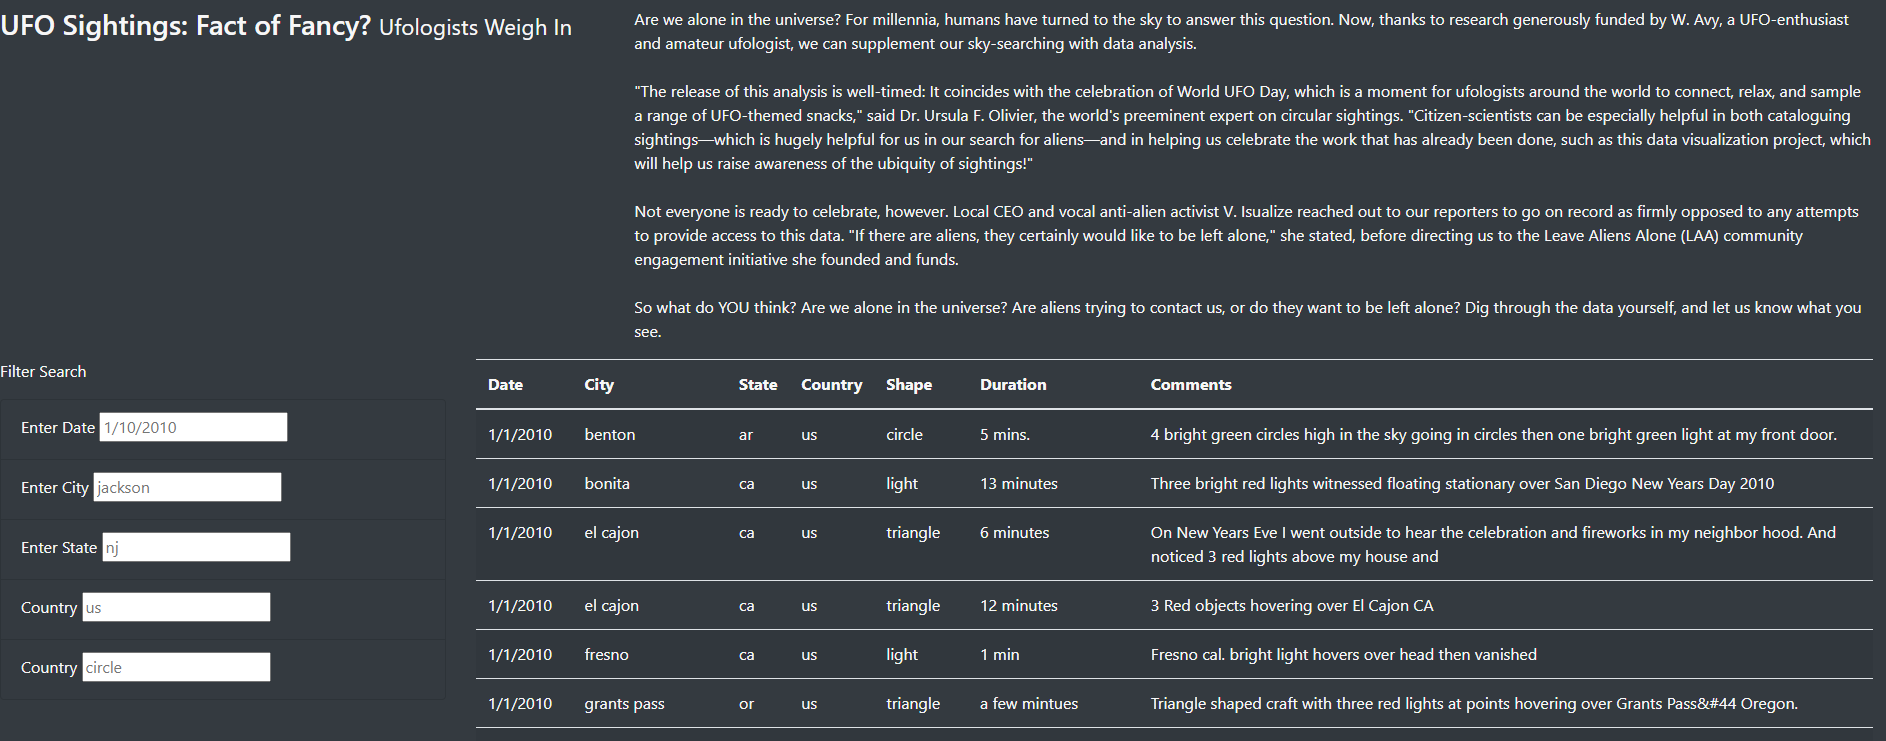 UFO Sightings: Fact of Fancy? Ufologists Weigh In
Are we alone in the universe? For millennia, humans have turned to the sky to answer this question. Now, thanks to research generously funded by W. Avy, a UFO-enthusiast
and amateur ufologist, we can supplement our sky-searching with data analysis.
"The release of this analysis is well-timed: It coincides with the celebration of World UFO Day, which is a moment for ufologists around the world to connect, relax, and sample
a range of UFO-themed snacks," said Dr. Ursula F. Olivier, the world's preeminent expert on circular sightings. "Citizen-scientists can be especially helpful in both cataloguing
sightings—which is hugely helpful for us in our search for aliens—and in helping us celebrate the work that has already been done, such as this data visualization project, which
will help us raise awareness of the ubiquity of sightings!"
Not everyone is ready to celebrate, however. Local CEO and vocal anti-alien activist V. Isualize reached out to our reporters to go on record as firmly opposed to any attempts
to provide access to this data. "If there are aliens, they certainly would like to be left alone," she stated, before directing us to the Leave Aliens Alone (LAA) community
engagement initiative she founded and funds.
So what do YOU think? Are we alone in the universe? Are aliens trying to contact us, or do they want to be left alone? Dig through the data yourself, and let us know what you
see.
Filter Search
Enter Date 1/10/2010
Enter City jackson
Enter State nj
Country us
Country circle
Date City State Country Shape Duration Comments
1/1/2010 benton ar us circle 5 mins. 4 bright green circles high in the sky going in circles then one bright green light at my front door.
1/1/2010 bonita ca us light 13 minutes Three bright red lights witnessed floating stationary over San Diego New Years Day 2010
1/1/2010 el cajon ca us triangle 6 minutes On New Years Eve I went outside to hear the celebration and fireworks in my neighbor hood. And
noticed 3 red lights above my house and
1/1/2010 el cajon ca us triangle 12 minutes 3 Red objects hovering over El Cajon CA
1/1/2010 fresno ca us light 1 min Fresno cal. bright light hovers over head then vanished
1/1/2010 grants pass or us triangle a few mintues Triangle shaped craft with three red lights at points hovering over Grants Pass&#44 Oregon.